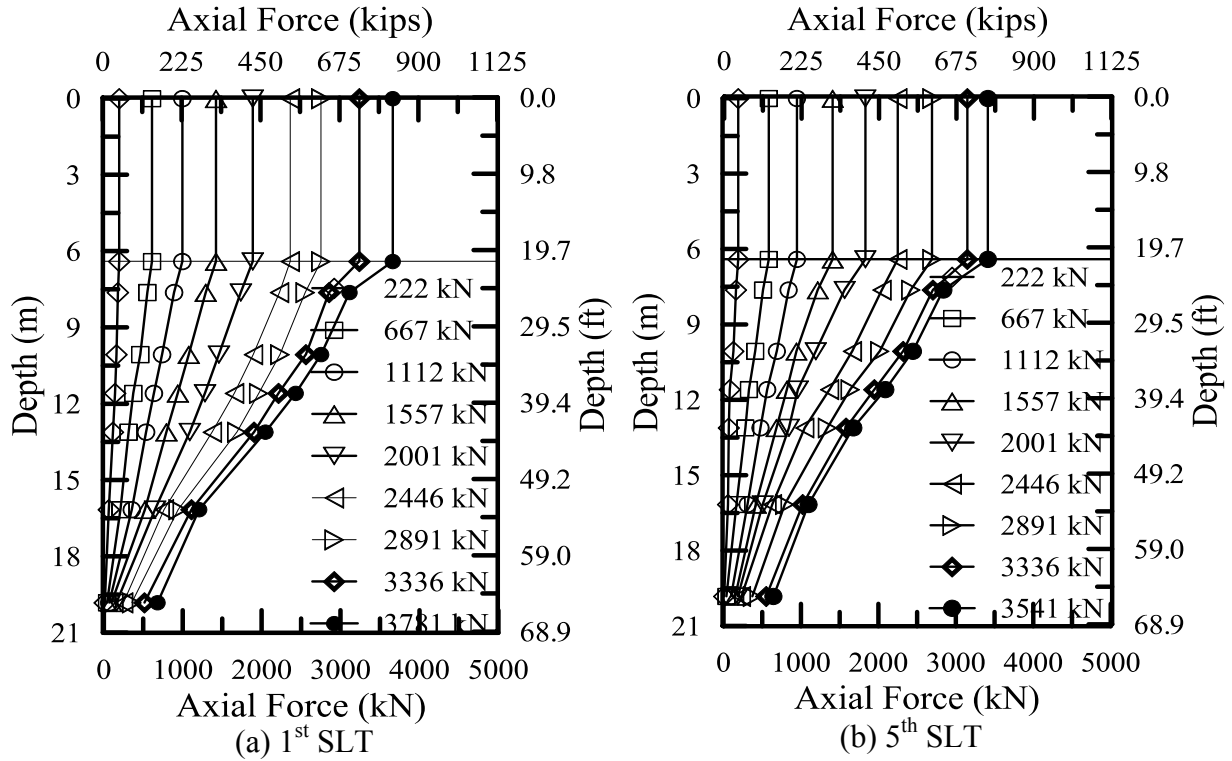 Axial Force (kips)
0 225 450 675 900 1125
0
3
6
9
12
15
18
21
Depth (m)
0.0
9.8
19.7
29.5
39.4
49.2
59.0
68.9
Depth (ft)
222 kN
667 kN
1112 kN
1557 kN
2001 kN
2446 kN
2891 kN
3336 kN
3781 kN
0 1000 2000 3000 4000 5000
Axial Force (kN)
(a) 1st SLT
Axial Force (kips)
0 225 450 675 900 1125
0
3
6
9
12
15
18
21
Depth (m)
0.0
9.8
19.7
29.5
39.4
49.2
59.0
68.9
Depth (ft)
222 kN
667 kN
1112 kN
1557 kN
2001 kN
2446 kN
2891 kN
3336 kN
3541 kN
0 1000 2000 3000 4000 5000
Axial Force (kN)
(b) 5th SLT